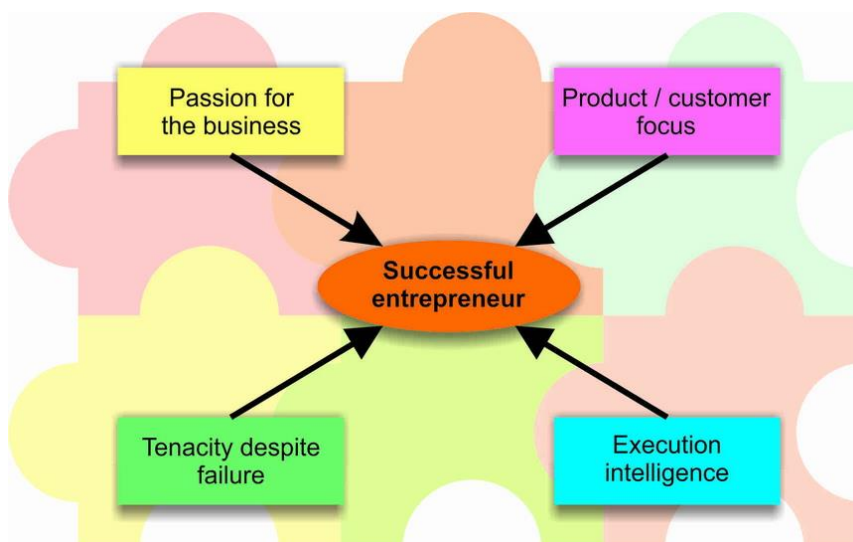 Passion for
the business
Product / customer
focus
Successful
entrepreneur
Tenacity despite
failure
Execution
intelligence